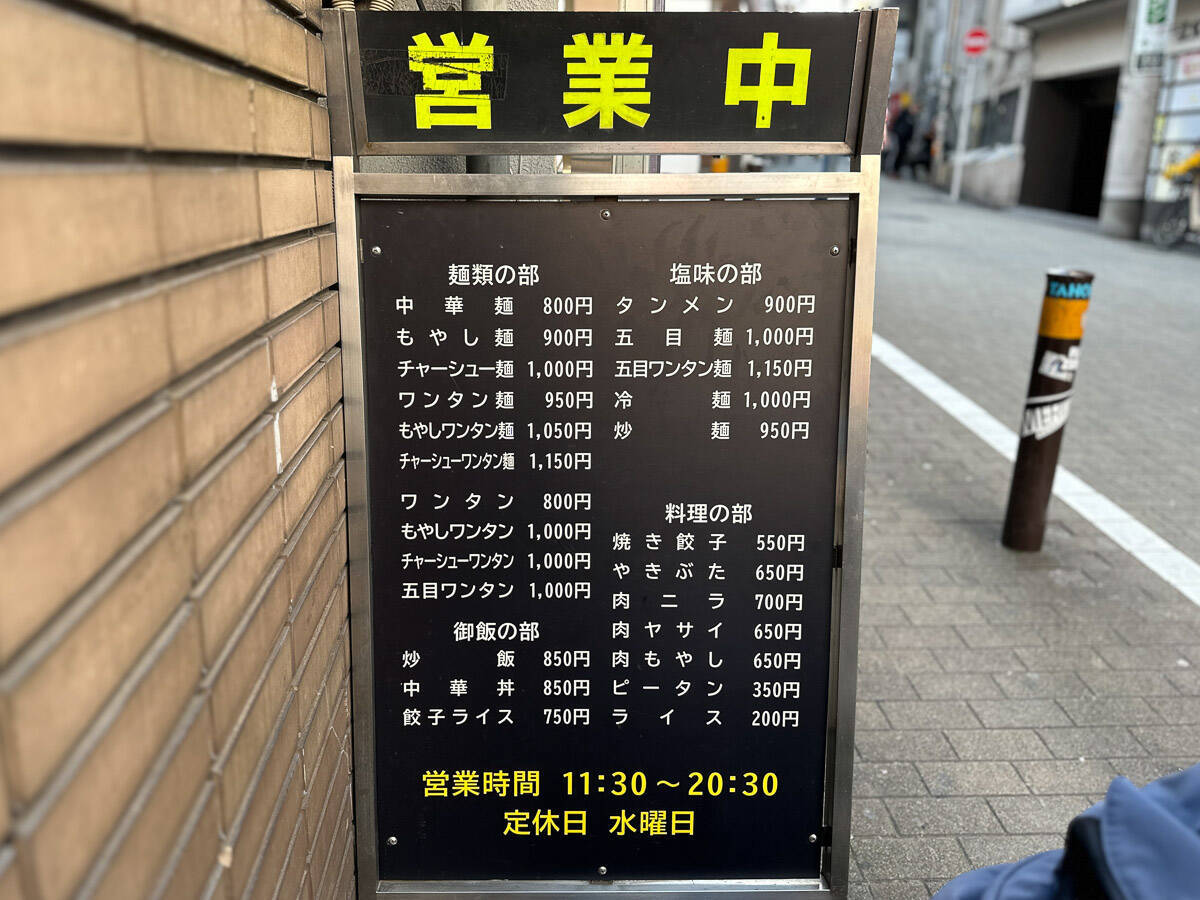 営業中
麺類の部
中華麺 800円
もやし麺 900円
チャーシュー麺 1,000円
ワンタン麺 950円
もやしワンタン麺 1,050円
チャーシューワンタン麺 1,150円
ワンタン 800円
もやしワンタン 1,000円
チャーシューワンタン 1,000円
五目ワンタン 1,000円
御飯の部
炒飯 850円
中華丼 850円
餃子ライス 750円
塩味の部
タンメン 900円
五目麺 1,000円
五目ワンタン麺 1,150円
冷麺 1,000円
炒麺 950円
料理の部
焼き餃子 550円
やきぶた 650円
肉ニラ 700円
肉ヤサイ 650円
肉もやし 650円
ピータン 350円
ライス 200円
営業時間 11:30～20:30
定休日 水曜日